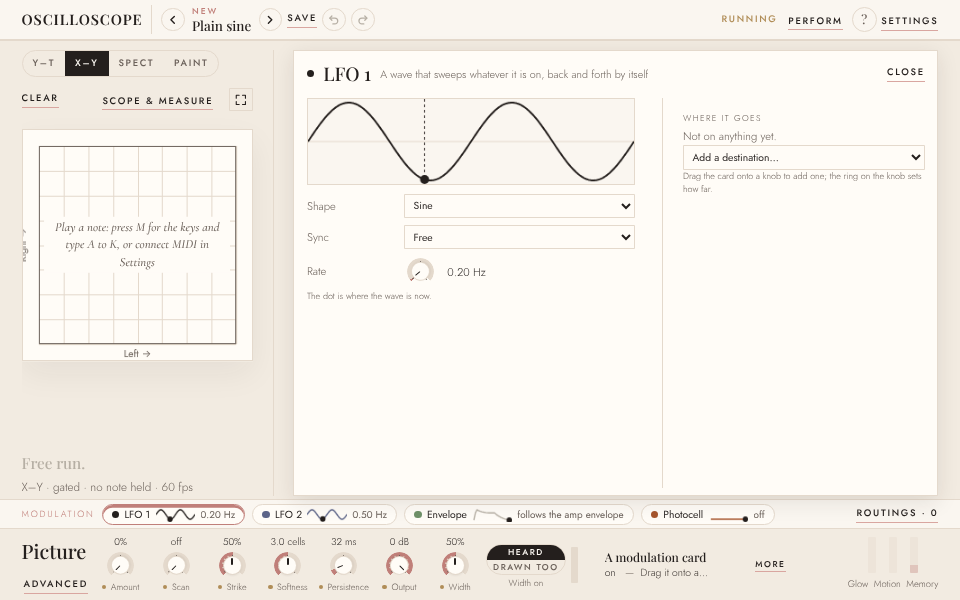 OSCILLOSCOPE
NEW
Plain sine
SAVE
RUNNING
PERFORM
?
SETTINGS
Y–T
X–Y
SPECT
PAINT
CLEAR
SCOPE & MEASURE
Play a note: press M for the keys and
type A to K, or connect MIDI in
Settings
Left →
Free run.
X–Y · gated · no note held · 60 fps
LFO 1
A wave that sweeps whatever it is on, back and forth by itself
CLOSE
Shape
Sine
Sync
Free
Rate
0.20 Hz
The dot is where the wave is now.
WHERE IT GOES
Not on anything yet.
Add a destination...
Drag the card onto a knob to add one; the ring on the knob sets
how far.
MODULATION
LFO 1
0.20 Hz
LFO 2
0.50 Hz
Envelope
follows the amp envelope
Photocell
off
ROUTINGS · 0
Picture
ADVANCED
0%
Amount
off
Scan
50%
Strike
3.0 cells
Softness
32 ms
Persistence
0 dB
Output
50%
Width
HEARD
DRAWN TOO
Width on
A modulation card
on — Drag it onto a...
MORE
Glow
Motion
Memory